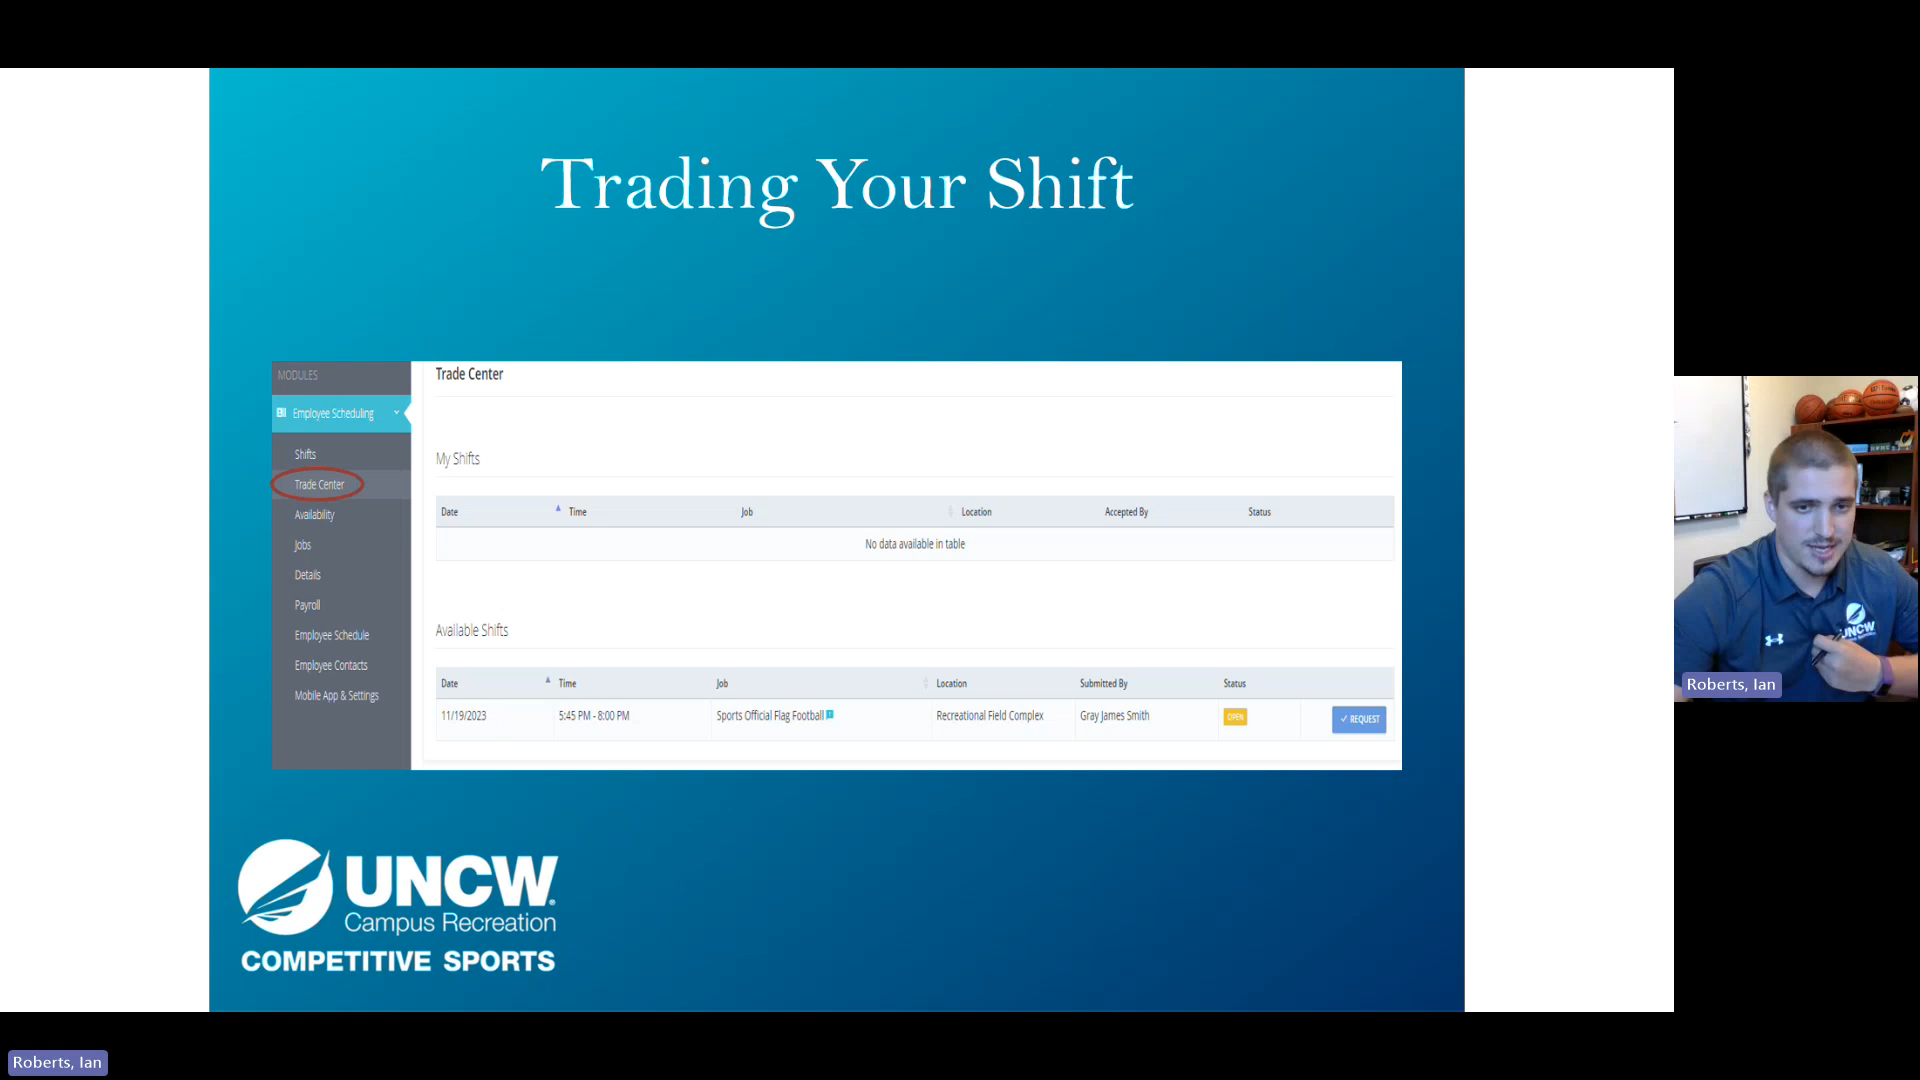 Trading Your Shift
MODULES
Employee Scheduling
Shifts
Trade Center
Availability
Jobs
Details
Payroll
Employee Schedule
Employee Contacts
Mobile App & Settings
Trade Center
My Shifts
Date Time Job Location Accepted By Status
No data available in table
Available Shifts
Date Time Job Location Submitted By Status
11/19/2023 5:45 PM - 8:00 PM Sports Official Flag Football Recreational Field Complex Gray James Smith OPEN ✓ REQUEST
UNCW®
Campus Recreation
COMPETITIVE SPORTS
UNCW
Roberts, Ian
Roberts, Ian